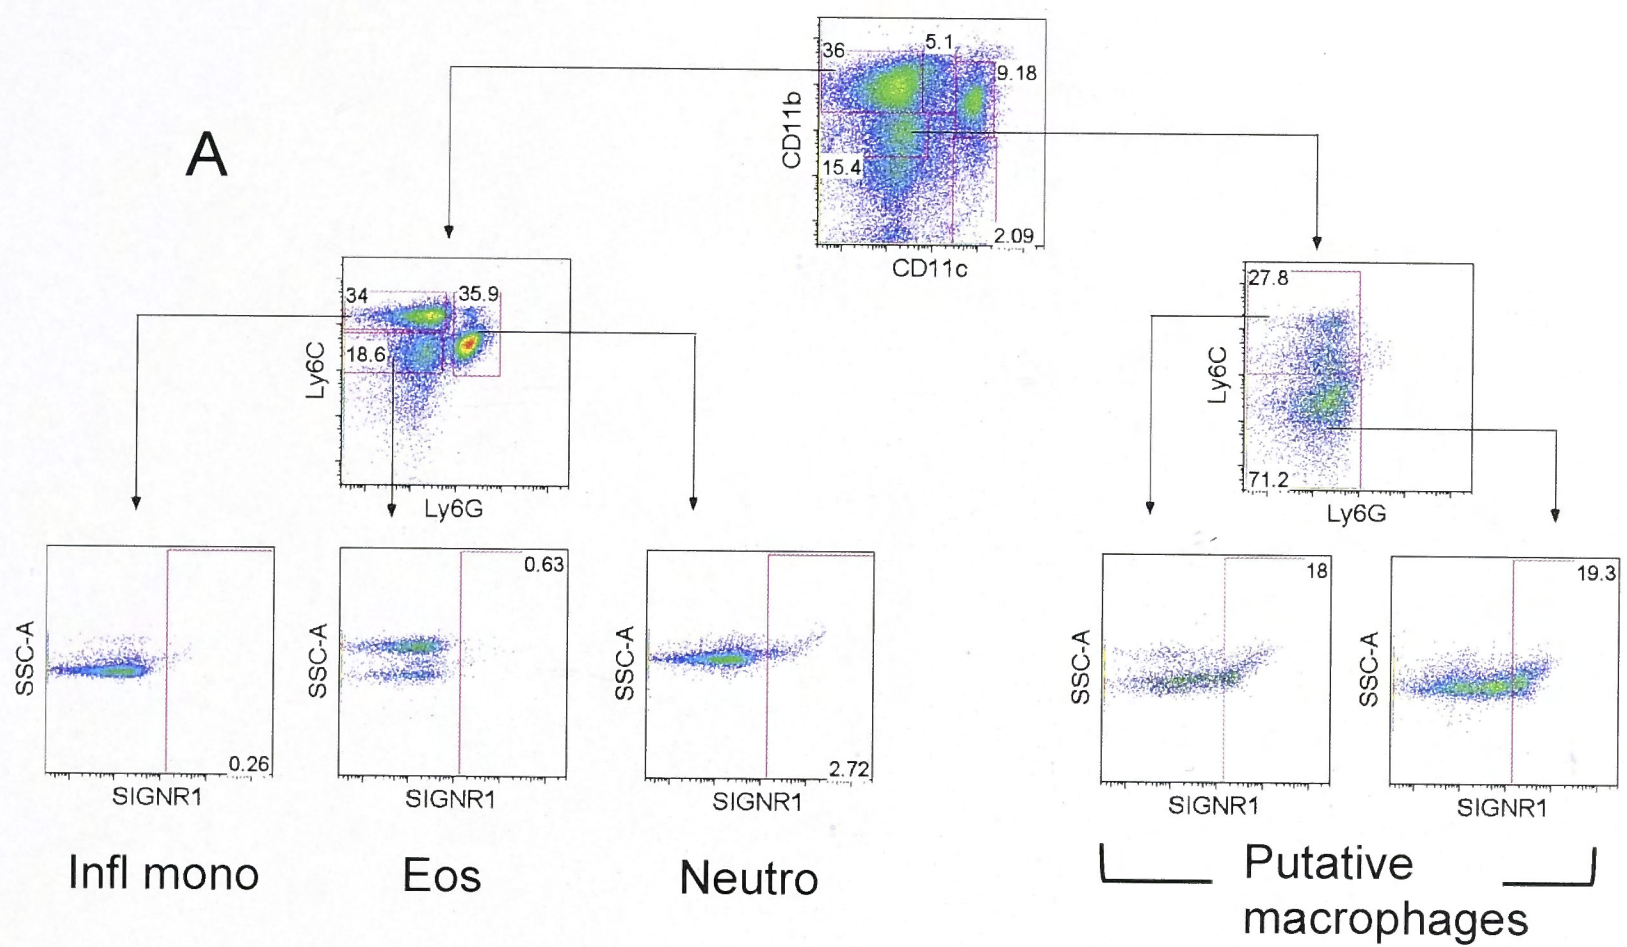 36
5.1
9.18
CD11b
15.4
2.09
CD11c
A
34
35.9
18.6
Ly6C
Ly6G
27.8
Ly6C
71.2
Ly6G
SSC-A
0.26
SIGNR1
SSC-A
0.63
SIGNR1
SSC-A
2.72
SIGNR1
SSC-A
18
SIGNR1
SSC-A
19.3
SIGNR1
Infl mono
Eos
Neutro
Putative
macrophages